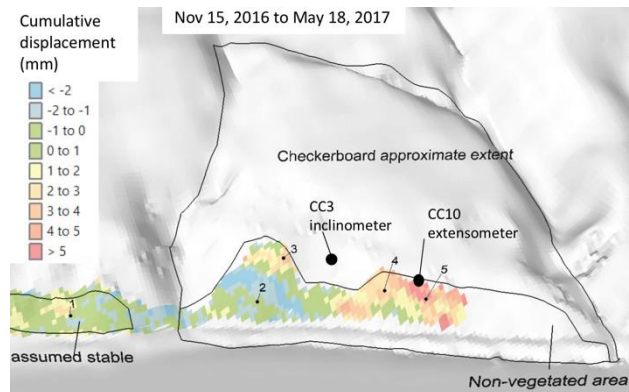 Nov 15, 2016 to May 18, 2017
Cumulative
displacement
(mm)
< -2
-2 to -1
-1 to 0
0 to 1
1 to 2
2 to 3
3 to 4
4 to 5
> 5
Checkerboard approximate extent
CC3
inclinometer
CC10
extensometer
3
4
5
2
1
assumed stable
Non-vegetated area